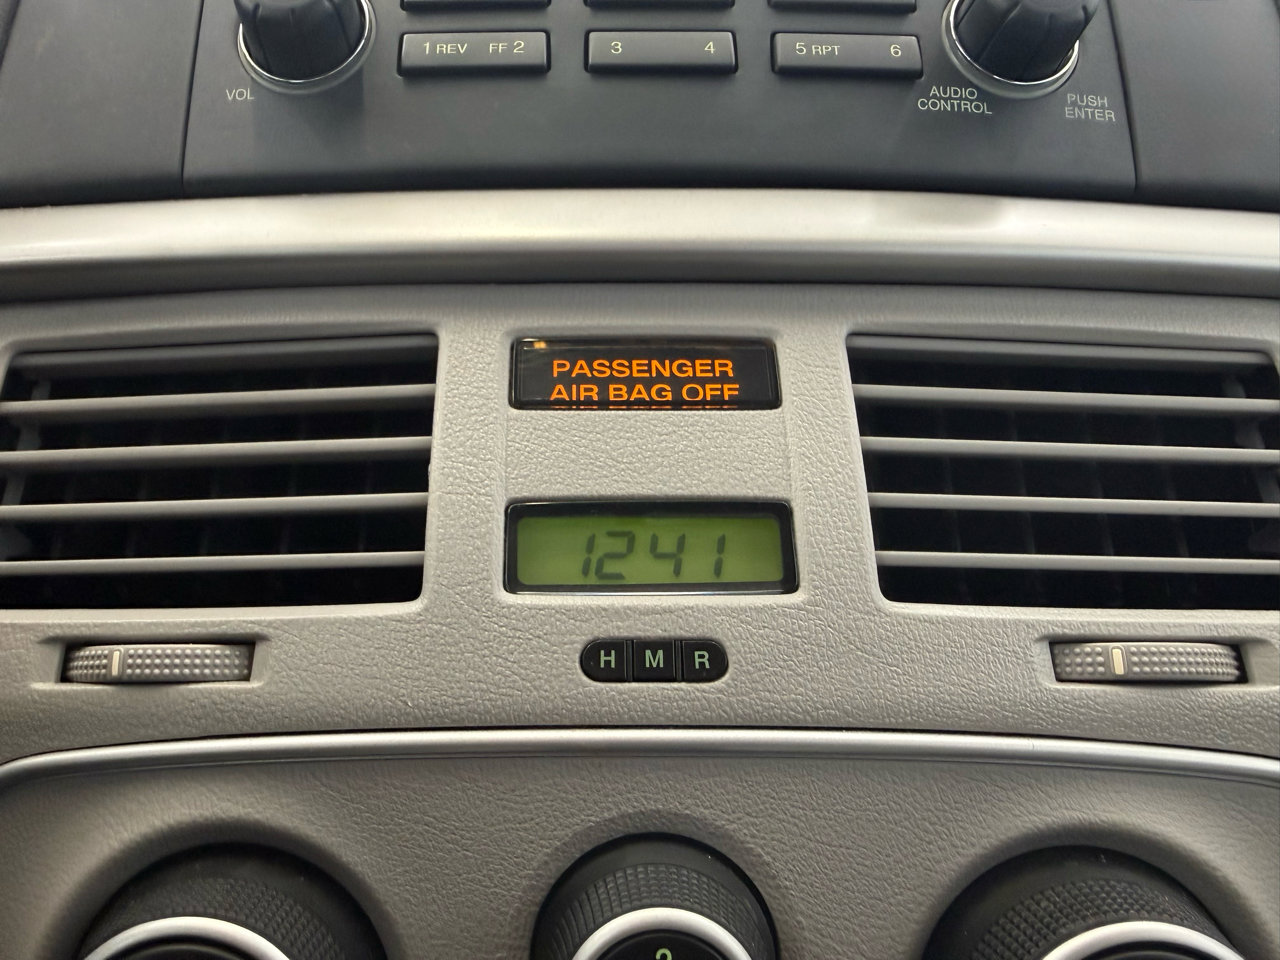 1 REV FF 2
3 4
5 RPT 6
VOL
AUDIO
CONTROL
PUSH
ENTER
PASSENGER
AIR BAG OFF
1241
H M R